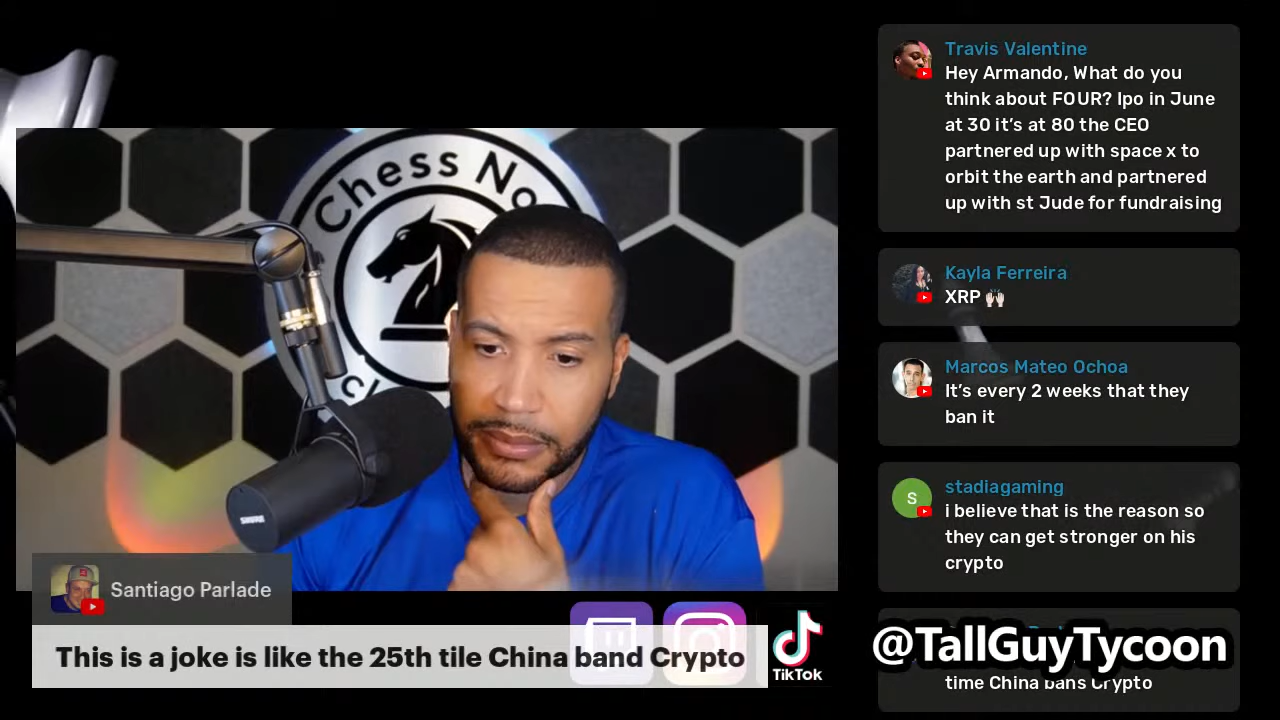 Travis Valentine
Hey Armando, What do you
think about FOUR? Ipo in June
at 30 it's at 80 the CEO
partnered up with space x to
orbit the earth and partnered
up with st Jude for fundraising
Kayla Ferreira
XRP 🙌🏻
Marcos Mateo Ochoa
It's every 2 weeks that they
ban it
S
stadiagaming
i believe that is the reason so
they can get stronger on his
crypto
@TallGuyTycoon
time China bans Crypto
Chess No
SHURE
Santiago Parlade
This is a joke is like the 25th tile China band Crypto
TikTok